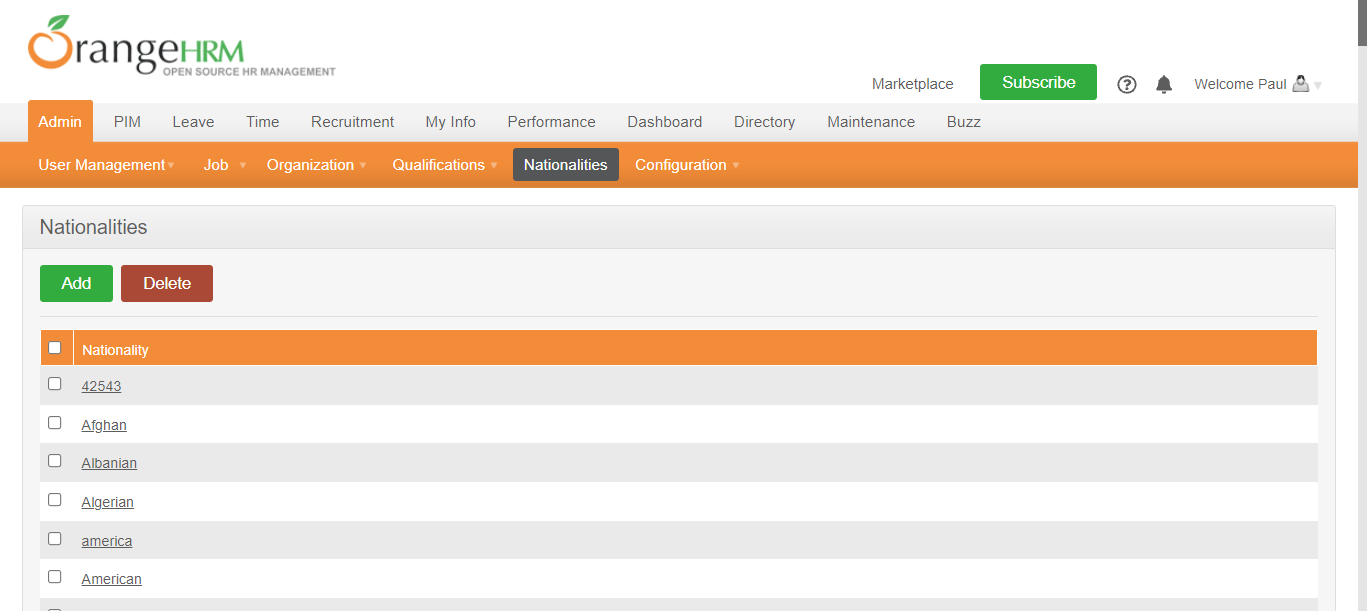 OrangeHRM
OPEN SOURCE HR MANAGEMENT
Marketplace Subscribe ? Welcome Paul
Admin PIM Leave Time Recruitment My Info Performance Dashboard Directory Maintenance Buzz
User Management Job Organization Qualifications Nationalities Configuration
Nationalities
Add Delete
Nationality
42543
Afghan
Albanian
Algerian
america
American